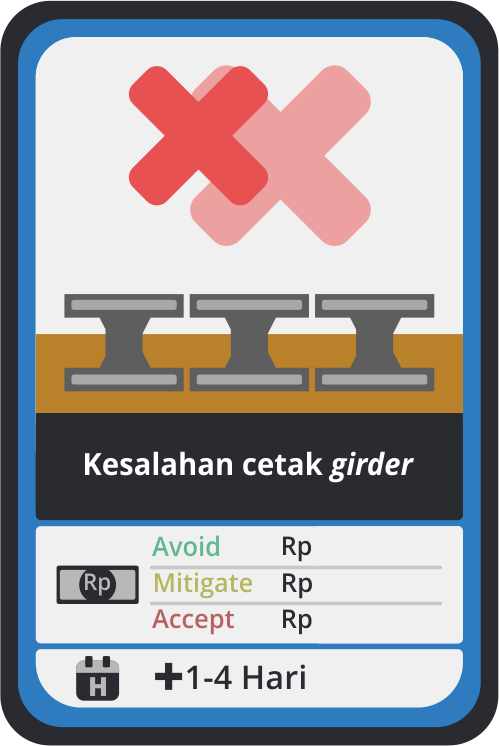 Kesalahan cetak girder
Avoid Rp
Rp Mitigate Rp
Accept Rp
H +1-4 Hari